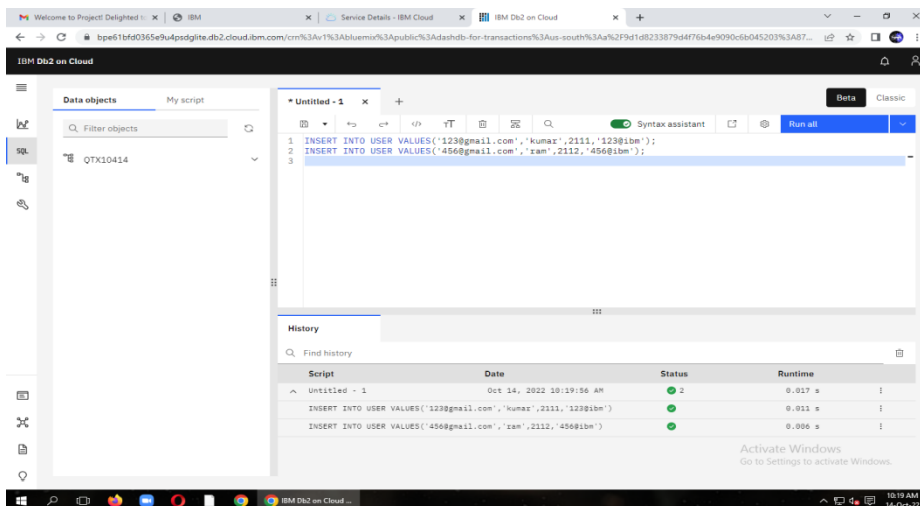 Welcome to Project! Delighted to
IBM
Service Details - IBM Cloud
IBM Db2 on Cloud
bpe61bfd0365e9u4psdglite.db2.cloud.ibm.com/crn%3Av1%3Abluemix%3Apublic%3Adashdb-for-transactions%3Aus-south%3Aa%2F9d1d8233879d4f76b4e9090c6b045203%3A87...
IBM Db2 on Cloud
Data objects My script
* Untitled - 1
Beta Classic
Filter objects
Syntax assistant
Run all
SQL
QTX10414
1 INSERT INTO USER VALUES('123@gmail.com','kumar',2111,'123@ibm');
2 INSERT INTO USER VALUES('456@gmail.com','ram',2112,'456@ibm');
3
History
Find history
Script Date Status Runtime
Untitled - 1 Oct 14, 2022 10:19:56 AM 2 0.017 s
INSERT INTO USER VALUES('123@gmail.com','kumar',2111,'123@ibm') 0.011 s
INSERT INTO USER VALUES('456@gmail.com','ram',2112,'456@ibm') 0.006 s
Activate Windows
Go to Settings to activate Windows.
IBM Db2 on Cloud ...
10:19 AM
14-Oct-22